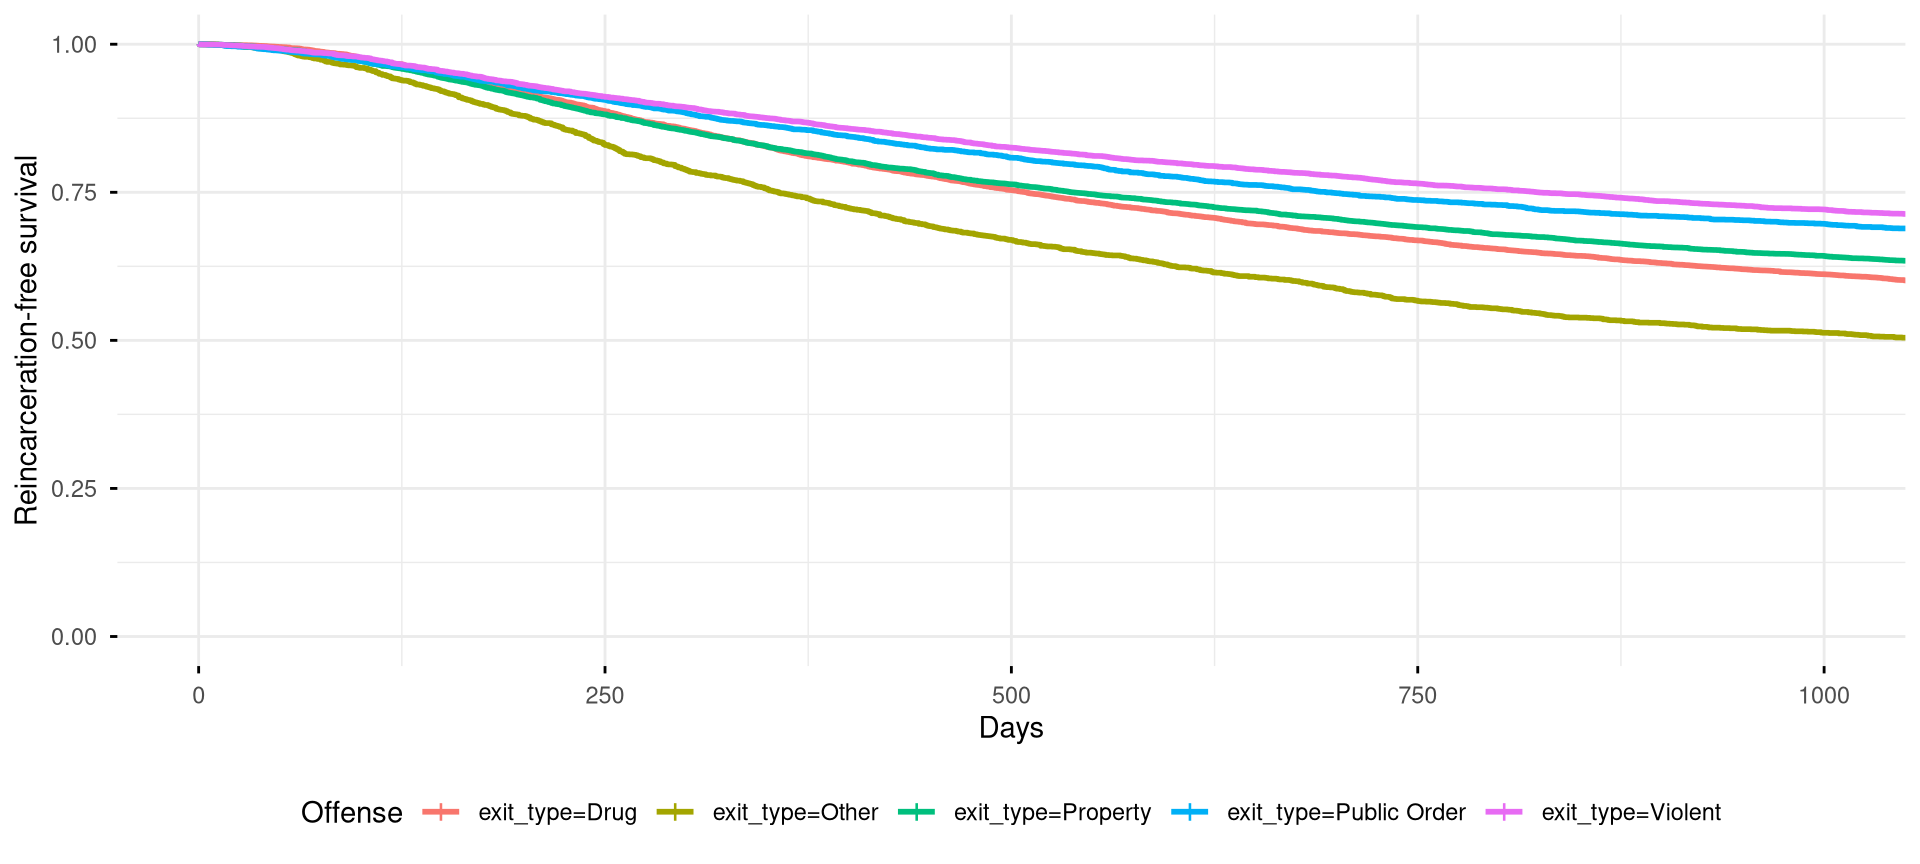 Reincarceration-free survival
1.00
0.75
0.50
0.25
0.00
0 250 500 750 1000
Days
Offense exit_type=Drug exit_type=Other exit_type=Property exit_type=Public Order exit_type=Violent